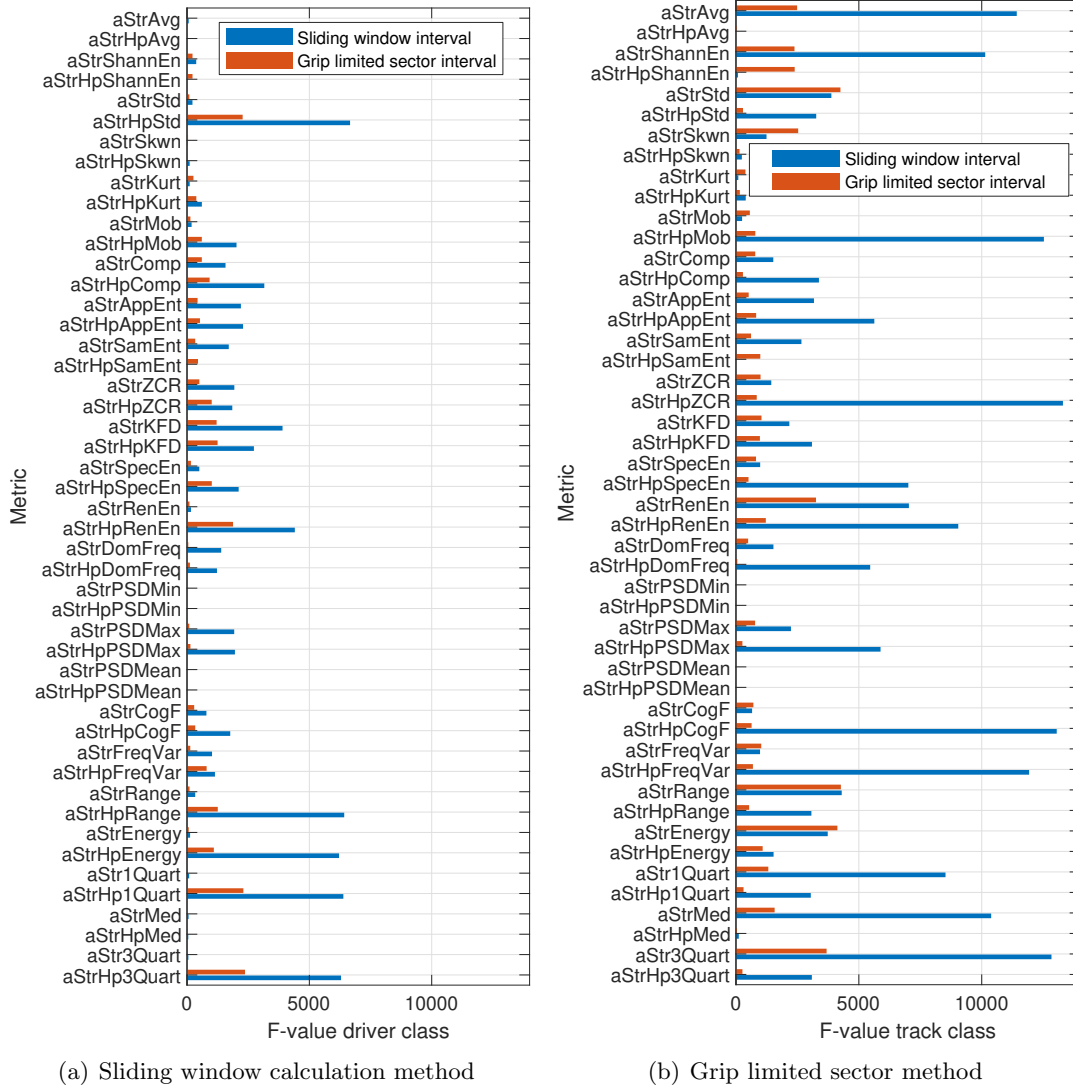 aStrAvg
aStrHpAvg
aStrShannEn
aStrHpShannEn
aStrStd
aStrHpStd
aStrSkwn
aStrHpSkwn
aStrKurt
aStrHpKurt
aStrMob
aStrHpMob
aStrComp
aStrHpComp
aStrAppEnt
aStrHpAppEnt
aStrSamEnt
aStrHpSamEnt
aStrZCR
aStrHpZCR
aStrKFD
aStrHpKFD
aStrSpecEn
aStrHpSpecEn
aStrRenEn
aStrHpRenEn
aStrDomFreq
aStrHpDomFreq
aStrPSDMin
aStrHpPSDMin
aStrPSDMax
aStrHpPSDMax
aStrPSDMean
aStrHpPSDMean
aStrCogF
aStrHpCogF
aStrFreqVar
aStrHpFreqVar
aStrRange
aStrHpRange
aStrEnergy
aStrHpEnergy
aStr1Quart
aStrHp1Quart
aStrMed
aStrHpMed
aStr3Quart
aStrHp3Quart
Metric
Sliding window interval
Grip limited sector interval
0 5000 10000
F-value driver class
(a) Sliding window calculation method
aStrAvg
aStrHpAvg
aStrShannEn
aStrHpShannEn
aStrStd
aStrHpStd
aStrSkwn
aStrHpSkwn
aStrKurt
aStrHpKurt
aStrMob
aStrHpMob
aStrComp
aStrHpComp
aStrAppEnt
aStrHpAppEnt
aStrSamEnt
aStrHpSamEnt
aStrZCR
aStrHpZCR
aStrKFD
aStrHpKFD
aStrSpecEn
aStrHpSpecEn
aStrRenEn
aStrHpRenEn
aStrDomFreq
aStrHpDomFreq
aStrPSDMin
aStrHpPSDMin
aStrPSDMax
aStrHpPSDMax
aStrPSDMean
aStrHpPSDMean
aStrCogF
aStrHpCogF
aStrFreqVar
aStrHpFreqVar
aStrRange
aStrHpRange
aStrEnergy
aStrHpEnergy
aStr1Quart
aStrHp1Quart
aStrMed
aStrHpMed
aStr3Quart
aStrHp3Quart
Metric
Sliding window interval
Grip limited sector interval
0 5000 10000
F-value track class
(b) Grip limited sector method